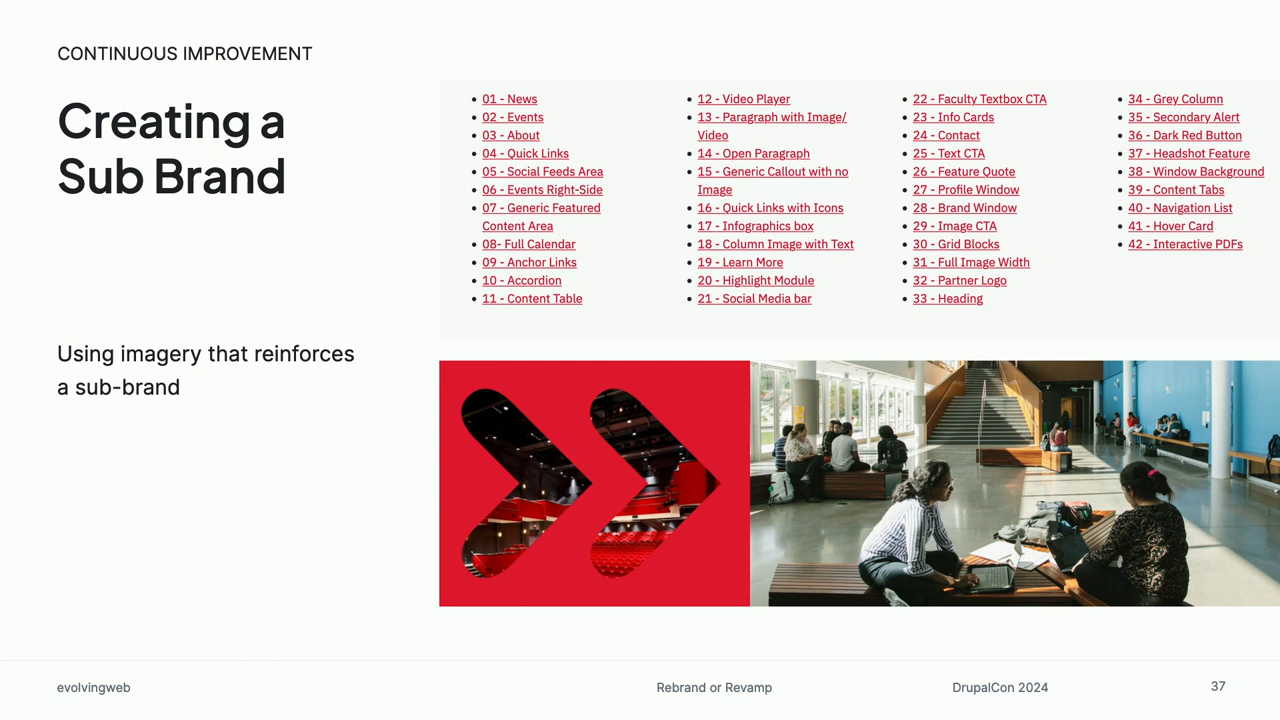 CONTINUOUS IMPROVEMENT
Creating a
Sub Brand
Using imagery that reinforces
a sub-brand
01 - News
02 - Events
03 - About
04 - Quick Links
05 - Social Feeds Area
06 - Events Right-Side
07 - Generic Featured
Content Area
08- Full Calendar
09 - Anchor Links
10 - Accordion
11 - Content Table
12 - Video Player
13 - Paragraph with Image/
Video
14 - Open Paragraph
15 - Generic Callout with no
Image
16 - Quick Links with Icons
17 - Infographics box
18 - Column Image with Text
19 - Learn More
20 - Highlight Module
21 - Social Media bar
22 - Faculty Textbox CTA
23 - Info Cards
24 - Contact
25 - Text CTA
26 - Feature Quote
27 - Profile Window
28 - Brand Window
29 - Image CTA
30 - Grid Blocks
31 - Full Image Width
32 - Partner Logo
33 - Heading
34 - Grey Column
35 - Secondary Alert
36 - Dark Red Button
37 - Headshot Feature
38 - Window Background
39 - Content Tabs
40 - Navigation List
41 - Hover Card
42 - Interactive PDFs
evolvingweb
Rebrand or Revamp
DrupalCon 2024
37